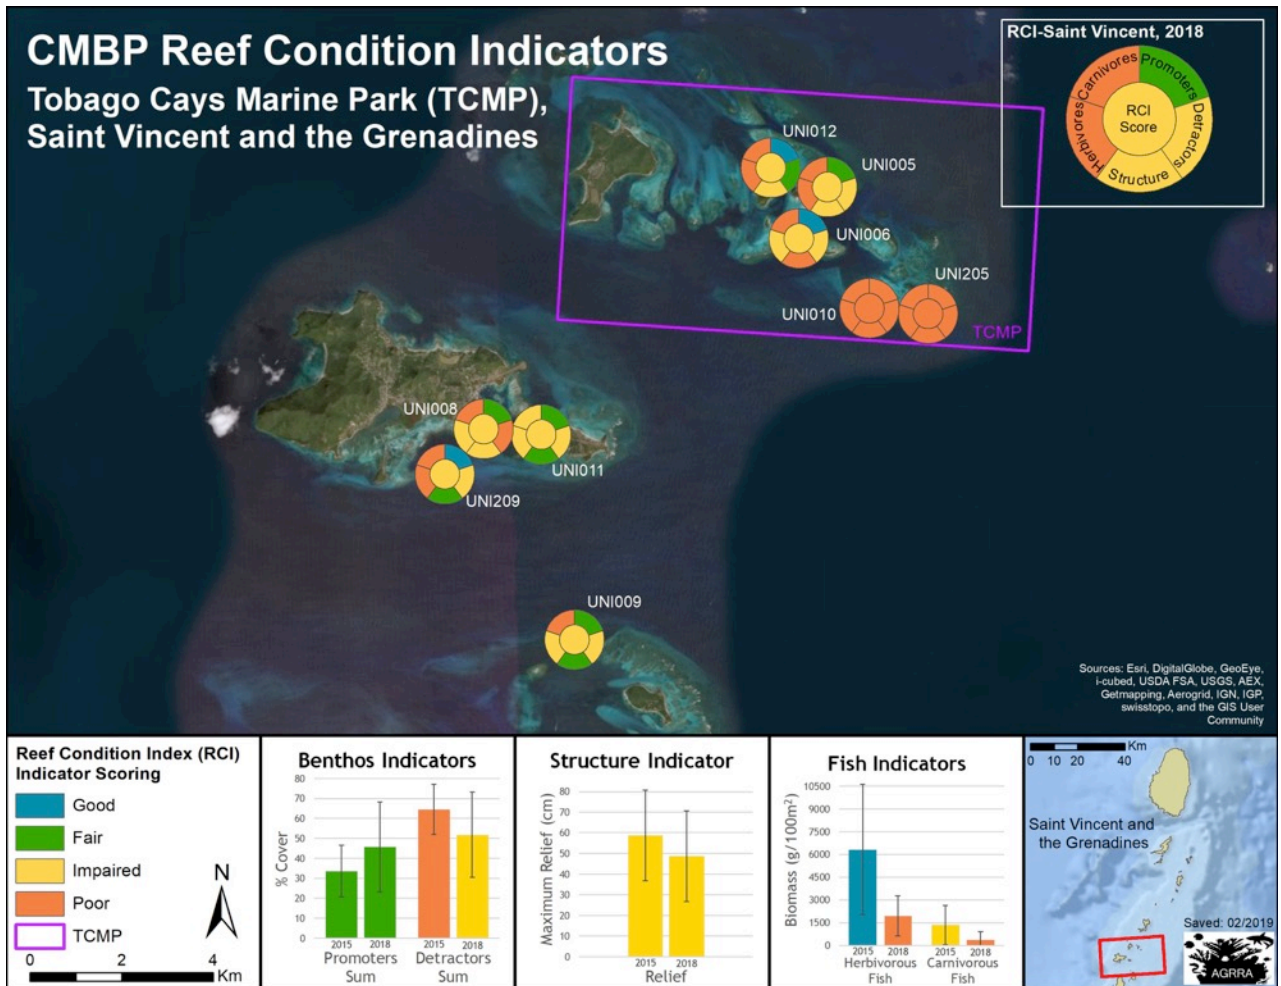 CMBP Reef Condition Indicators
Tobago Cays Marine Park (TCMP),
Saint Vincent and the Grenadines
RCI-Saint Vincent, 2018
Carnivores
Promoters
Detractors
Structure
Herbivores
RCI
Score
UNI012
UNI005
UNI006
UNI205
UNI010
TCMP
UNI008
UNI011
UNI209
UNI009
Sources: Esri, DigitalGlobe, GeoEye,
i-cubed, USDA FSA, USGS, AEX,
Getmapping, Aerogrid, IGN, IGP,
swisstopo, and the GIS User
Community
Reef Condition Index (RCI)
Indicator Scoring
Good
Fair
Impaired
Poor
TCMP
N
0 2 4
Km
Benthos Indicators
% Cover
80
70
60
50
40
30
20
10
0
2015 2018 2015 2018
Promoters Detractors
Sum Sum
Structure Indicator
Maximum Relief (cm)
80
70
60
50
40
30
20
10
0
2015 2018
Relief
Fish Indicators
Biomass (g/100m²)
10500
9000
7500
6000
4500
3000
1500
0
2015 2018 2015 2018
Herbivorous Carnivorous
Fish Fish
Km
0 10 20 40
Saint Vincent and
the Grenadines
Saved: 02/2019
AGRRA